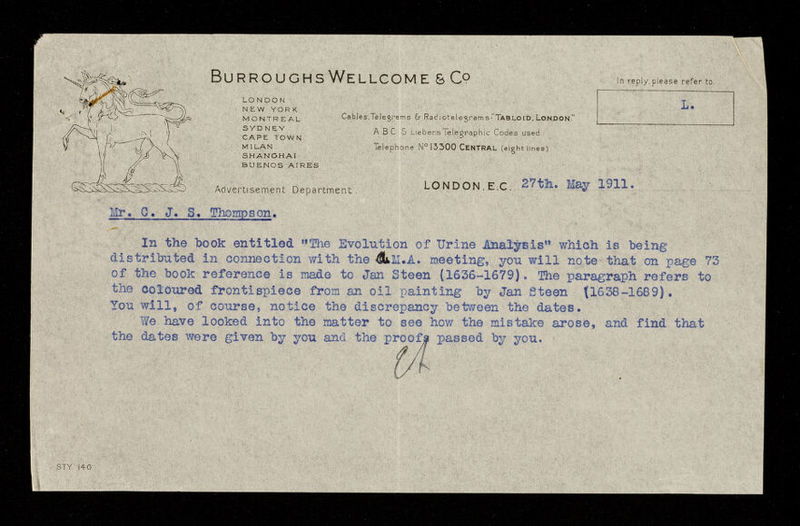 BURROUGHS WELLCOME & Co
LONDON
NEW YORK
MONTREAL
SYDNEY
CAPE TOWN
MILAN
SHANGHAI
BUENOS AIRES
Cables, Telegrams & Radiotelegrams "TABLOID, LONDON."
A B C 5 Liebers Telegraphic Codes used
Telephone No 13300 CENTRAL (eight lines)
In reply, please refer to.
L.
Advertisement Department
LONDON, E.C. 27th. May 1911.
Mr. C. J. S. Thompson.
In the book entitled "The Evolution of Urine Analysis" which is being
distributed in connection with the A.M.A. meeting, you will note that on page 73
of the book reference is made to Jan Steen (1636-1679). The paragraph refers to
the coloured frontispiece from an oil painting by Jan Steen (1638-1689).
You will, of course, notice the discrepancy between the dates.
We have looked into the matter to see how the mistake arose, and find that
the dates were given by you and the proofs passed by you.
STY 140